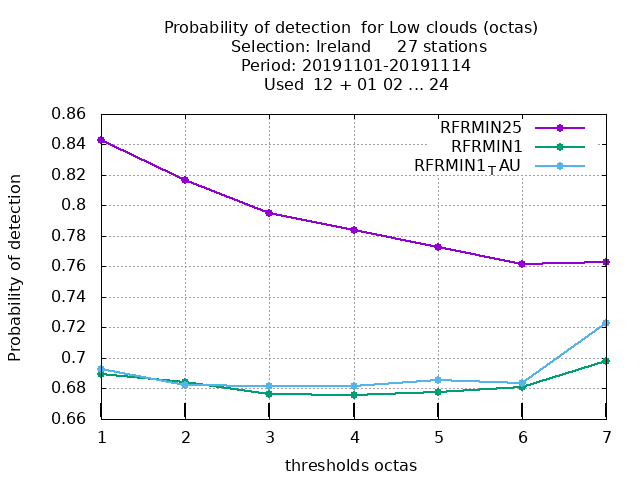 Probability of detection  for Low clouds (octas)
Selection: Ireland     27 stations
Period: 20191101-20191114
Used  12 + 01 02 ... 24
RFRMIN25
RFRMIN1
RFRMIN1TAU
0.86
0.84
0.82
0.8
0.78
0.76
0.74
0.72
0.7
0.68
0.66
Probability of detection
1 2 3 4 5 6 7
thresholds octas